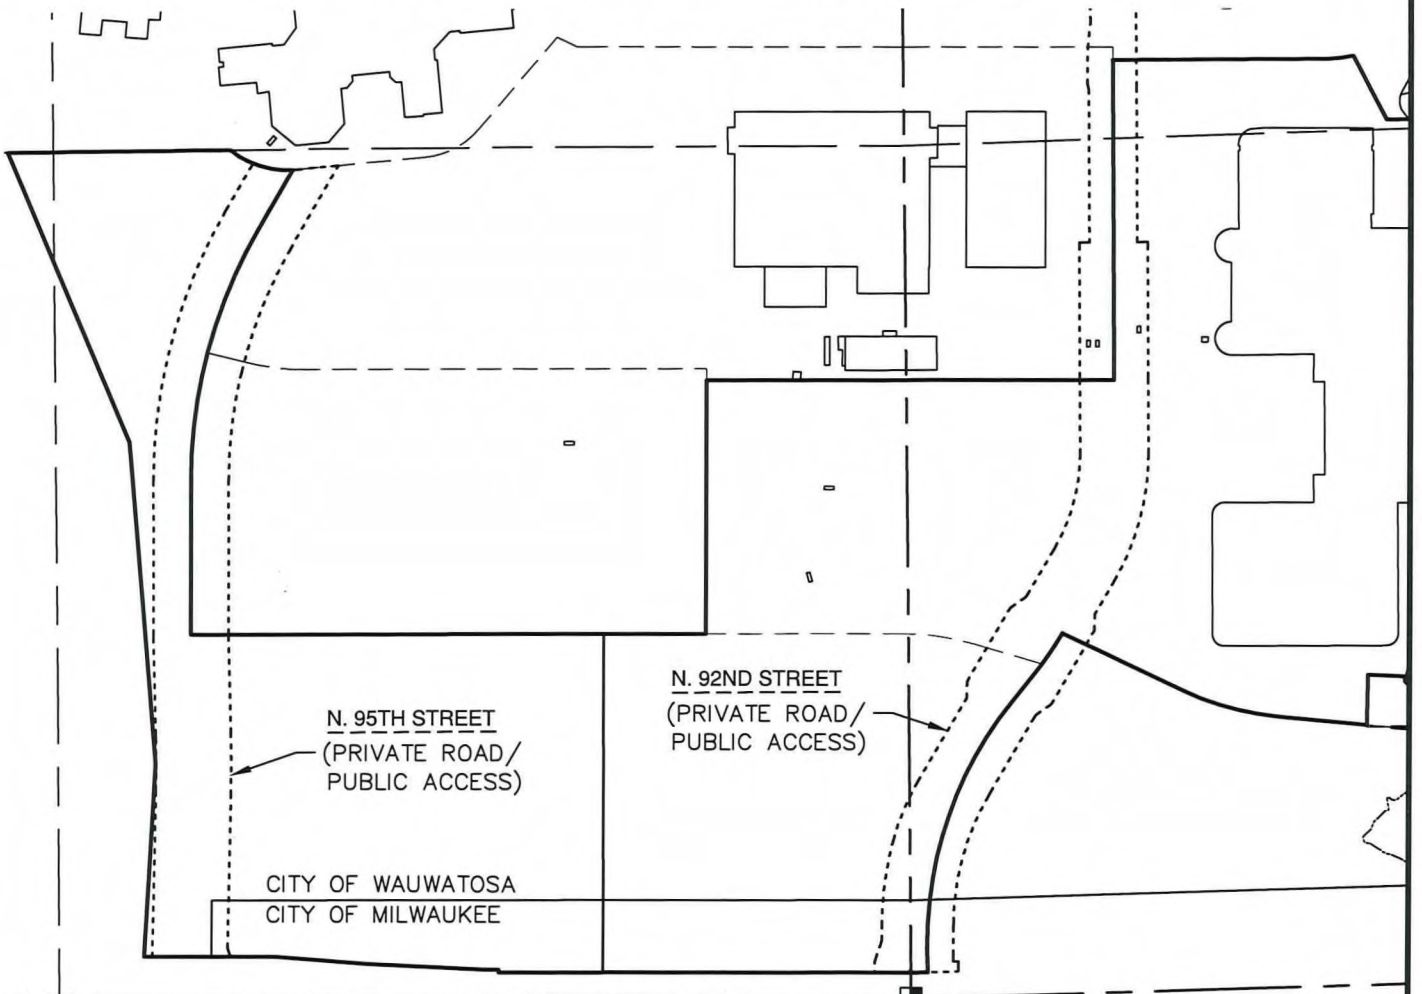 N. 92ND STREET
(PRIVATE ROAD/
PUBLIC ACCESS)
N. 95TH STREET
(PRIVATE ROAD/
PUBLIC ACCESS)
CITY OF WAUWATOSA
CITY OF MILWAUKEE